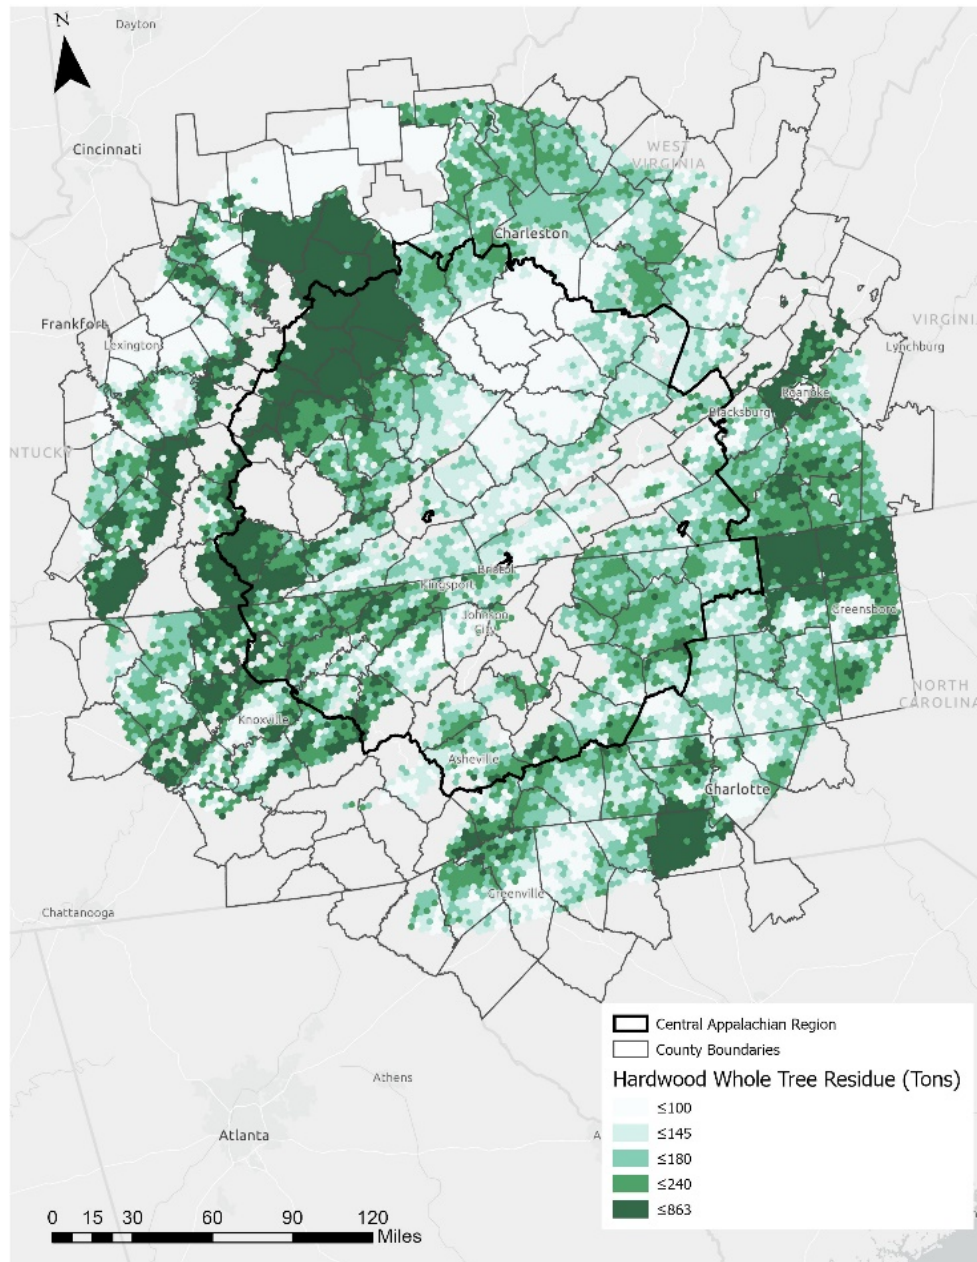 N
Dayton
Cincinnati
WEST
VIRGINIA
Charleston
Frankfort
Lexington
VIRGINIA
Lynchburg
Roanoke
Blacksburg
KENTUCKY
Bristol
Kingsport
Johnson
City
Greensboro
NORTH
CAROLINA
Knoxville
Asheville
Charlotte
Greenville
Chattanooga
Athens
Atlanta
A
Central Appalachian Region
County Boundaries
Hardwood Whole Tree Residue (Tons)
≤100
≤145
≤180
≤240
≤863
0 15 30 60 90 120
Miles